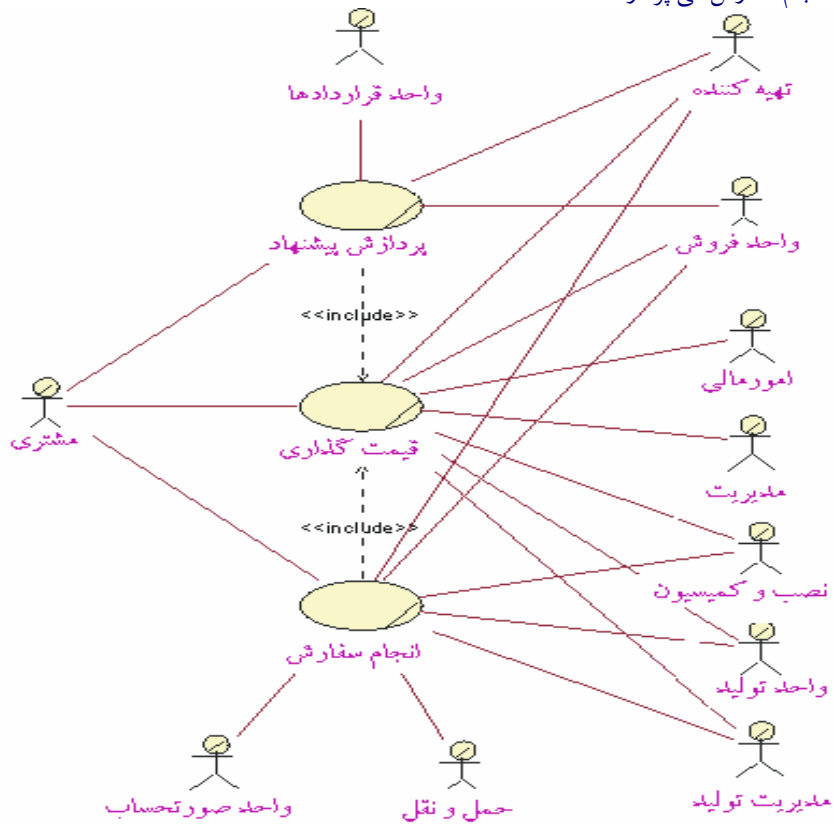 واحد قراردادها
تهیه کننده
پردازش پیشنهاد
واحد فروش
<<include>>
امورمالی
مشتری
قیمت گذاری
مدیریت
<<include>>
نصب و کمیسیون
انجام سفارش
واحد تولید
واحد صورتحساب
حمل و نقل
مدیریت تولید